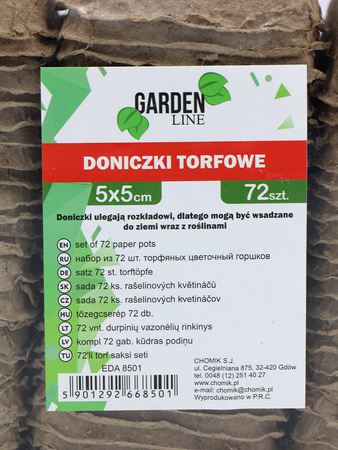 GARDEN
LINE
DONICZKI TORFOWE
5x5cm 72szt.
Doniczki ulegają rozkładowi, dlatego mogą być wsadzane
do ziemi wraz z roślinami
EN set of 72 paper pots
RU набор из 72 шт. торфяных цветочный горшков
DE satz 72 st. torftöpfe
SK sada 72 ks. rašelinových květináčů
CZ sada 72 ks. rašelinových kvetináčov
HU tőzegcserép 72 db.
LT 72 vnt. durpinių vazonėlių rinkinys
LV kompl 72 gab. kūdras podiņu
TU 72'li torf saksi seti
EDA 8501
5 901292 668501
CHOMIK S.J.
ul. Cegielniana 875, 32-420 Gdów
tel. 0048 (12) 251 40 27
www.chomik.pl
e-mail: chomik@chomik.pl
Wyprodukowano w P.R.C.